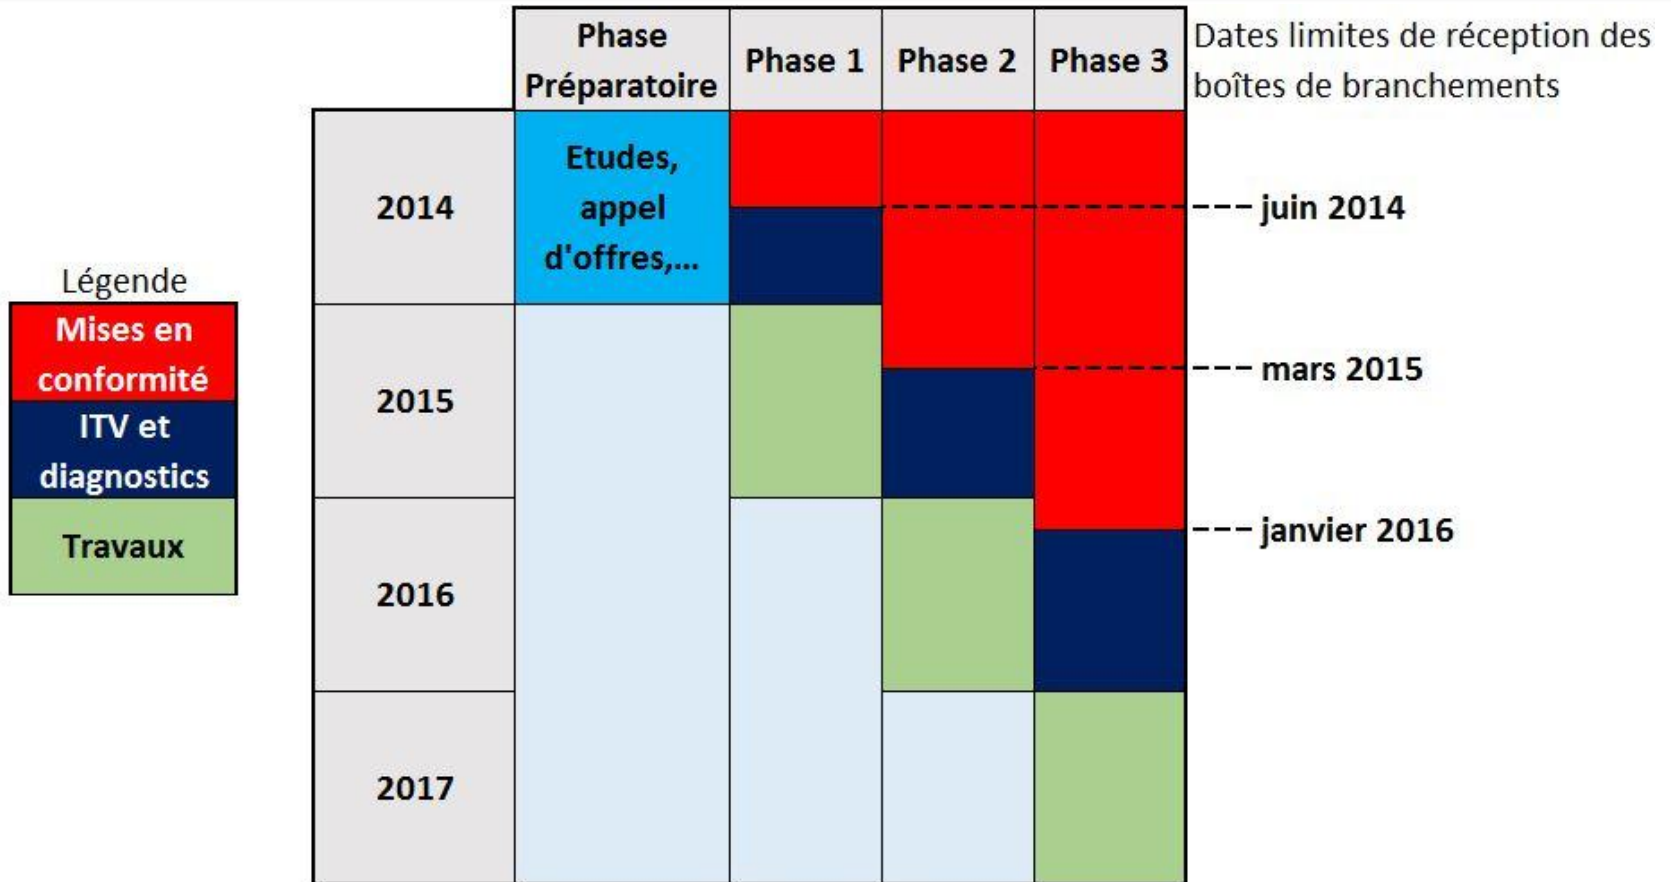 Phase
Préparatoire
Phase 1
Phase 2
Phase 3
Dates limites de réception des
boîtes de branchements
2014
Etudes,
appel
d'offres,...
juin 2014
Légende
Mises en
conformité
ITV et
diagnostics
Travaux
2015
mars 2015
2016
janvier 2016
2017